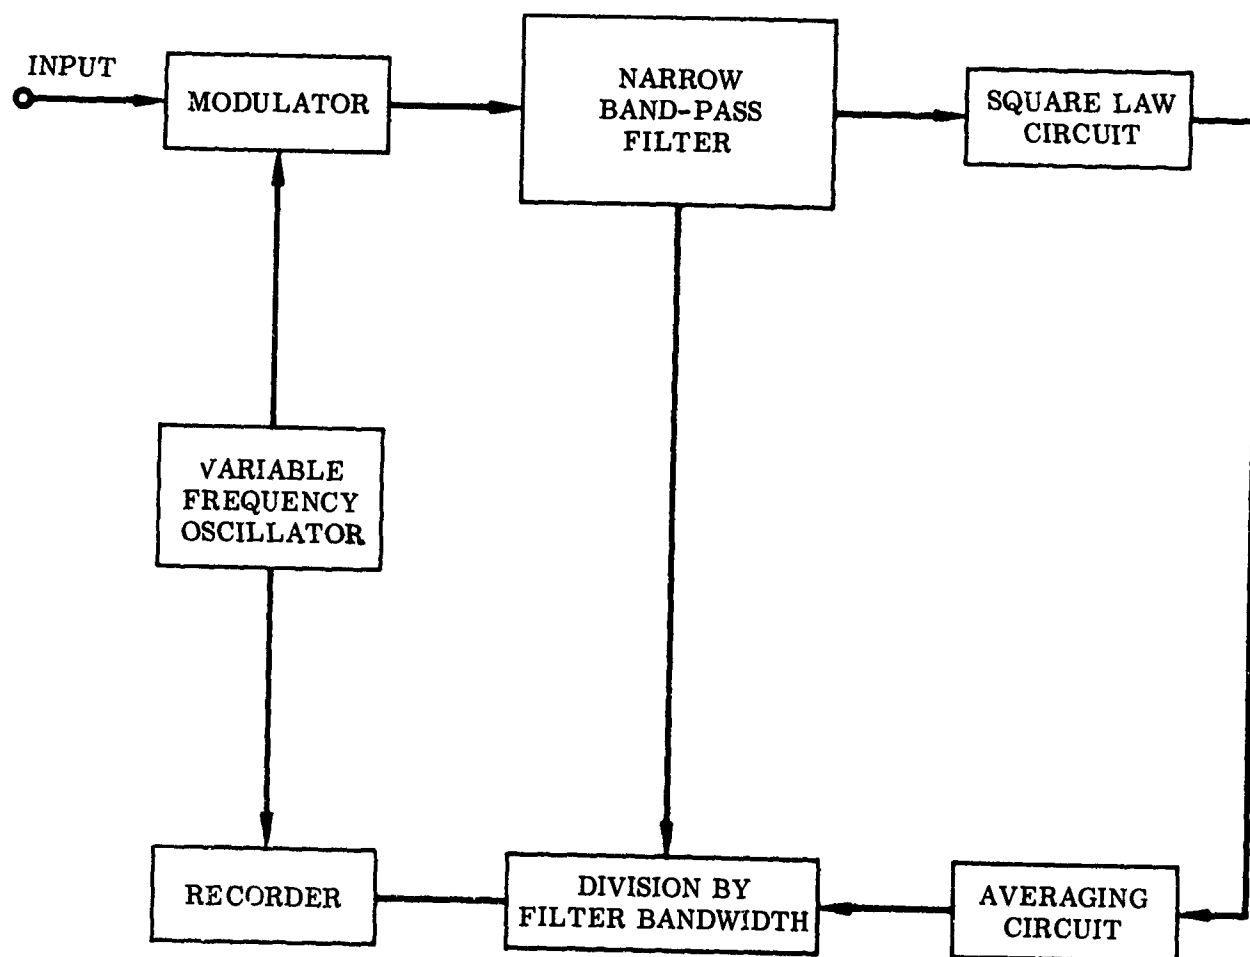 INPUT
MODULATOR
NARROW
BAND-PASS
FILTER
SQUARE LAW
CIRCUIT
VARIABLE
FREQUENCY
OSCILLATOR
RECORDER
DIVISION BY
FILTER BANDWIDTH
AVERAGING
CIRCUIT